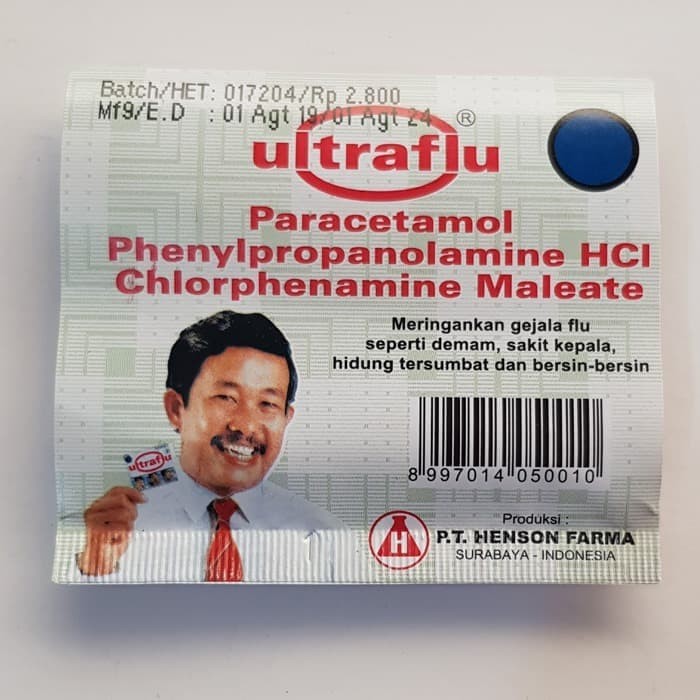 Batch/HET: 017204/Rp 2.800
Mfg/E.D : 01 Agt 19/01 Agt 24
ultraflu ®
Paracetamol
Phenylpropanolamine HCl
Chlorphenamine Maleate
Meringankan gejala flu
seperti demam, sakit kepala,
hidung tersumbat dan bersin-bersin
ultraflu
8 997014 050010
Produksi :
H P.T. HENSON FARMA
SURABAYA - INDONESIA